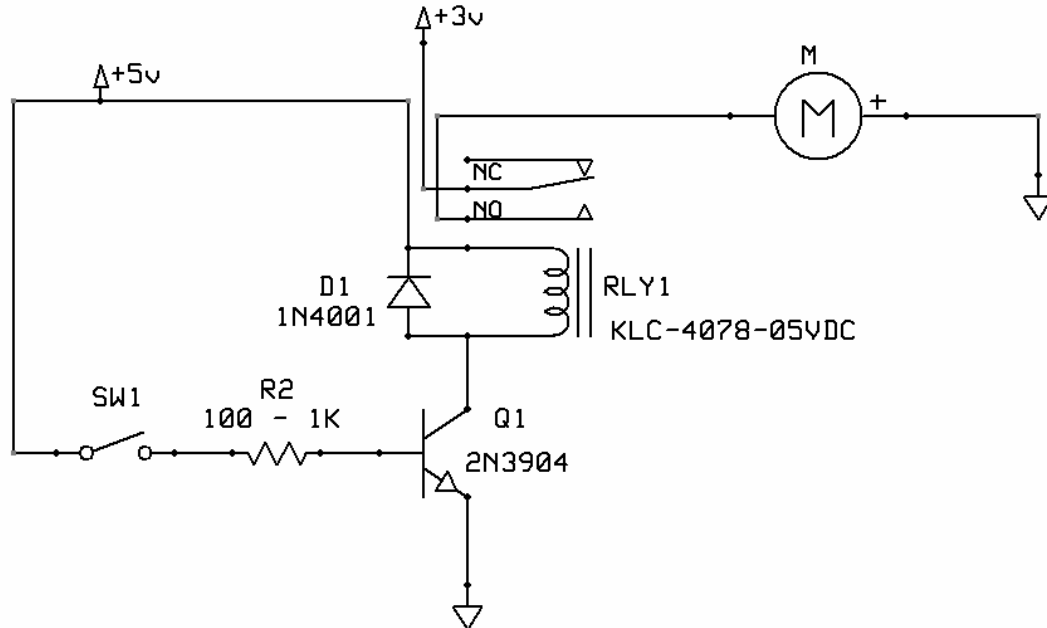 +3v
+5v
M
+
M
NC
NO
D1
1N4001
RLY1
KLC-4078-05VDC
SW1
R2
100 - 1K
Q1
2N3904